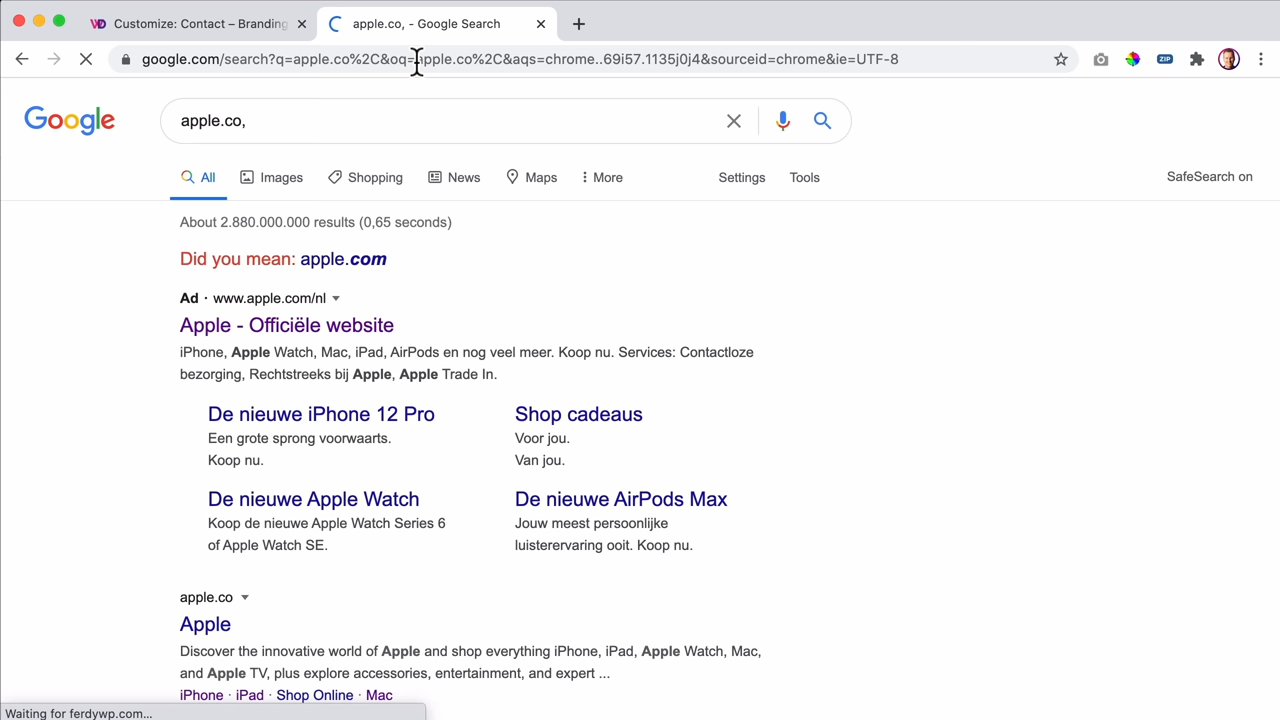 Customize: Contact – Branding
apple.co, - Google Search
google.com/search?q=apple.co%2C&oq=apple.co%2C&aqs=chrome..69i57.1135j0j4&sourceid=chrome&ie=UTF-8
ZIP
Google
apple.co,
All
Images
Shopping
News
Maps
More
Settings
Tools
SafeSearch on
About 2.880.000.000 results (0,65 seconds)
Did you mean: apple.com
Ad · www.apple.com/nl
Apple - Officiële website
iPhone, Apple Watch, Mac, iPad, AirPods en nog veel meer. Koop nu. Services: Contactloze
bezorging, Rechtstreeks bij Apple, Apple Trade In.
De nieuwe iPhone 12 Pro
Een grote sprong voorwaarts.
Koop nu.
Shop cadeaus
Voor jou.
Van jou.
De nieuwe Apple Watch
Koop de nieuwe Apple Watch Series 6
of Apple Watch SE.
De nieuwe AirPods Max
Jouw meest persoonlijke
luisterervaring ooit. Koop nu.
apple.co
Apple
Discover the innovative world of Apple and shop everything iPhone, iPad, Apple Watch, Mac,
and Apple TV, plus explore accessories, entertainment, and expert ...
iPhone · iPad · Shop Online · Mac
Waiting for ferdywp.com...